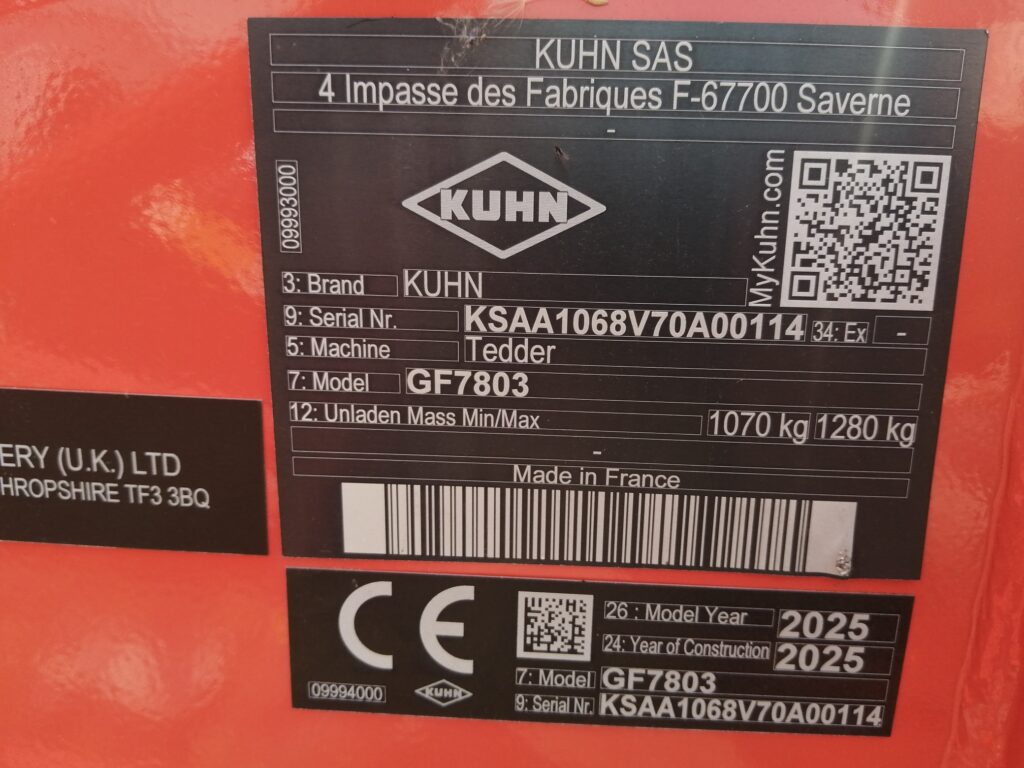 KUHN SAS
4 Impasse des Fabriques F-67700 Saverne
-
09993000
KUHN
MyKuhn.com
3: Brand KUHN
9: Serial Nr. KSAA1068V70A00114 34: Ex -
5: Machine Tedder
7: Model GF7803
12: Unladen Mass Min/Max 1070 kg 1280 kg
-
Made in France
ERY (U.K.) LTD
HROPSHIRE TF3 3BQ
CE
09994000
KUHN
26 : Model Year 2025
24: Year of Construction 2025
7: Model GF7803
9: Serial Nr. KSAA1068V70A00114